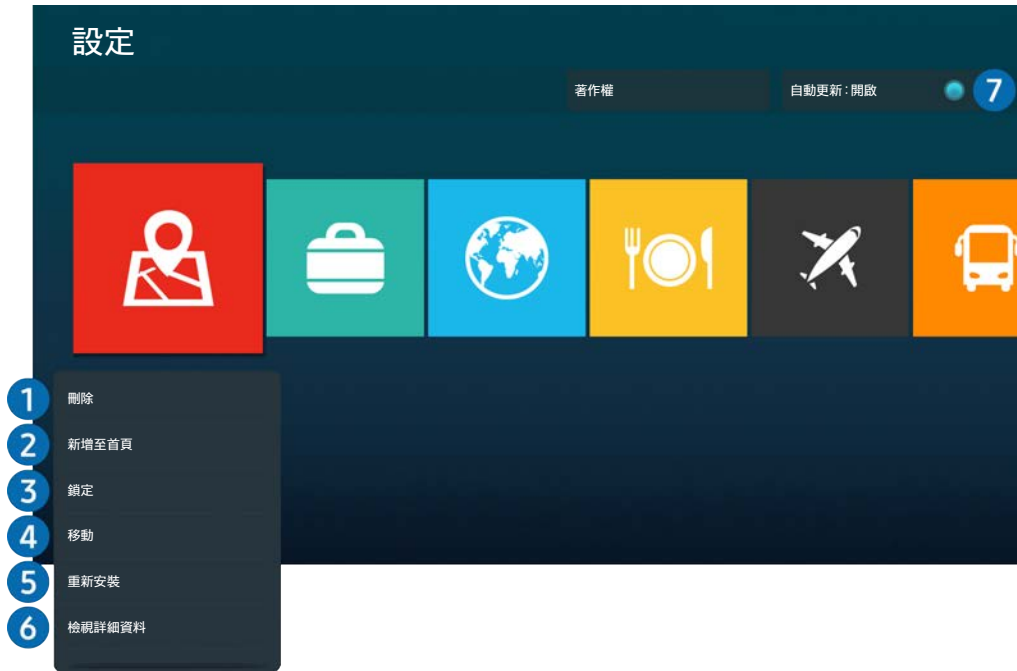 設定
著作權
自動更新：開啟
7
1 刪除
2 新增至首頁
3 鎖定
4 移動
5 重新安裝
6 檢視詳細資料